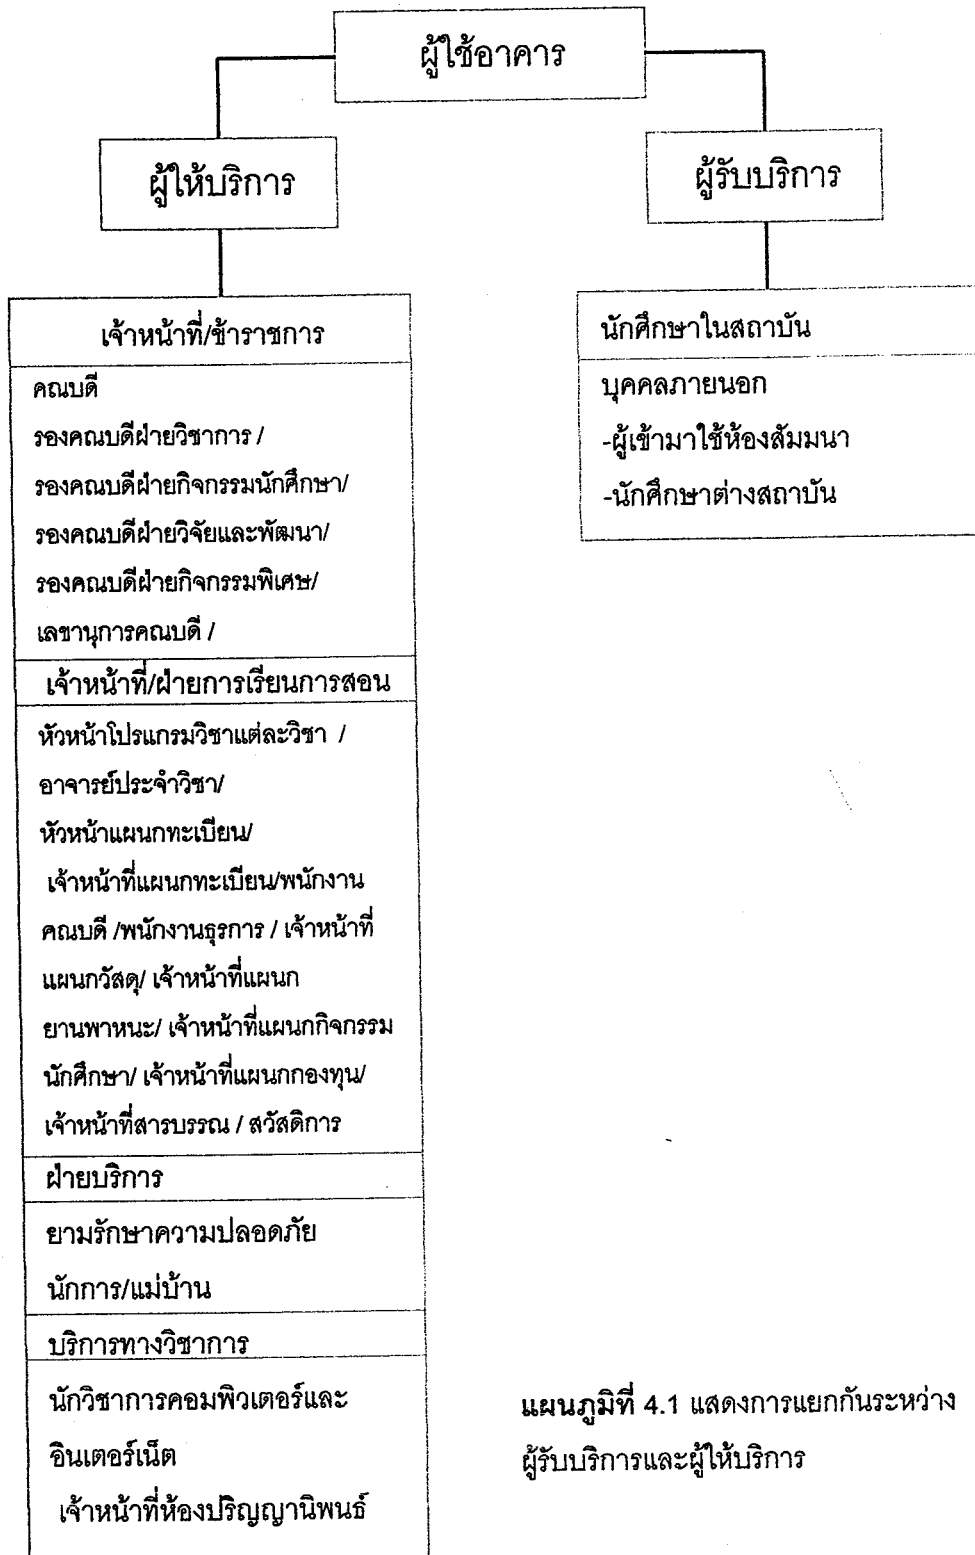 ผู้ใช้อาคาร
ผู้ให้บริการ
ผู้รับบริการ
เจ้าหน้าที่/ข้าราชการ
คณบดี
รองคณบดีฝ่ายวิชาการ /
รองคณบดีฝ่ายกิจกรรมนักศึกษา/
รองคณบดีฝ่ายวิจัยและพัฒนา/
รองคณบดีฝ่ายกิจกรรมพิเศษ/
เลขานุการคณบดี /
เจ้าหน้าที่/ฝ่ายการเรียนการสอน
หัวหน้าโปรแกรมวิชาแต่ละวิชา /
อาจารย์ประจำวิชา/
หัวหน้าแผนกทะเบียน/
เจ้าหน้าที่แผนกทะเบียน/พนักงาน
คณบดี /พนักงานธุรการ / เจ้าหน้าที่
แผนกวัสดุ/ เจ้าหน้าที่แผนก
ยานพาหนะ/ เจ้าหน้าที่แผนกกิจกรรม
นักศึกษา/ เจ้าหน้าที่แผนกกองทุน/
เจ้าหน้าที่สารบรรณ / สวัสดิการ
ฝ่ายบริการ
ยามรักษาความปลอดภัย
นักการ/แม่บ้าน
บริการทางวิชาการ
นักวิชาการคอมพิวเตอร์และ
อินเตอร์เน็ต
เจ้าหน้าที่ห้องปริญญานิพนธ์
นักศึกษาในสถาบัน
บุคคลภายนอก
-ผู้เข้ามาใช้ห้องสัมมนา
-นักศึกษาต่างสถาบัน
แผนภูมิที่ 4.1 แสดงการแยกกันระหว่าง
ผู้รับบริการและผู้ให้บริการ